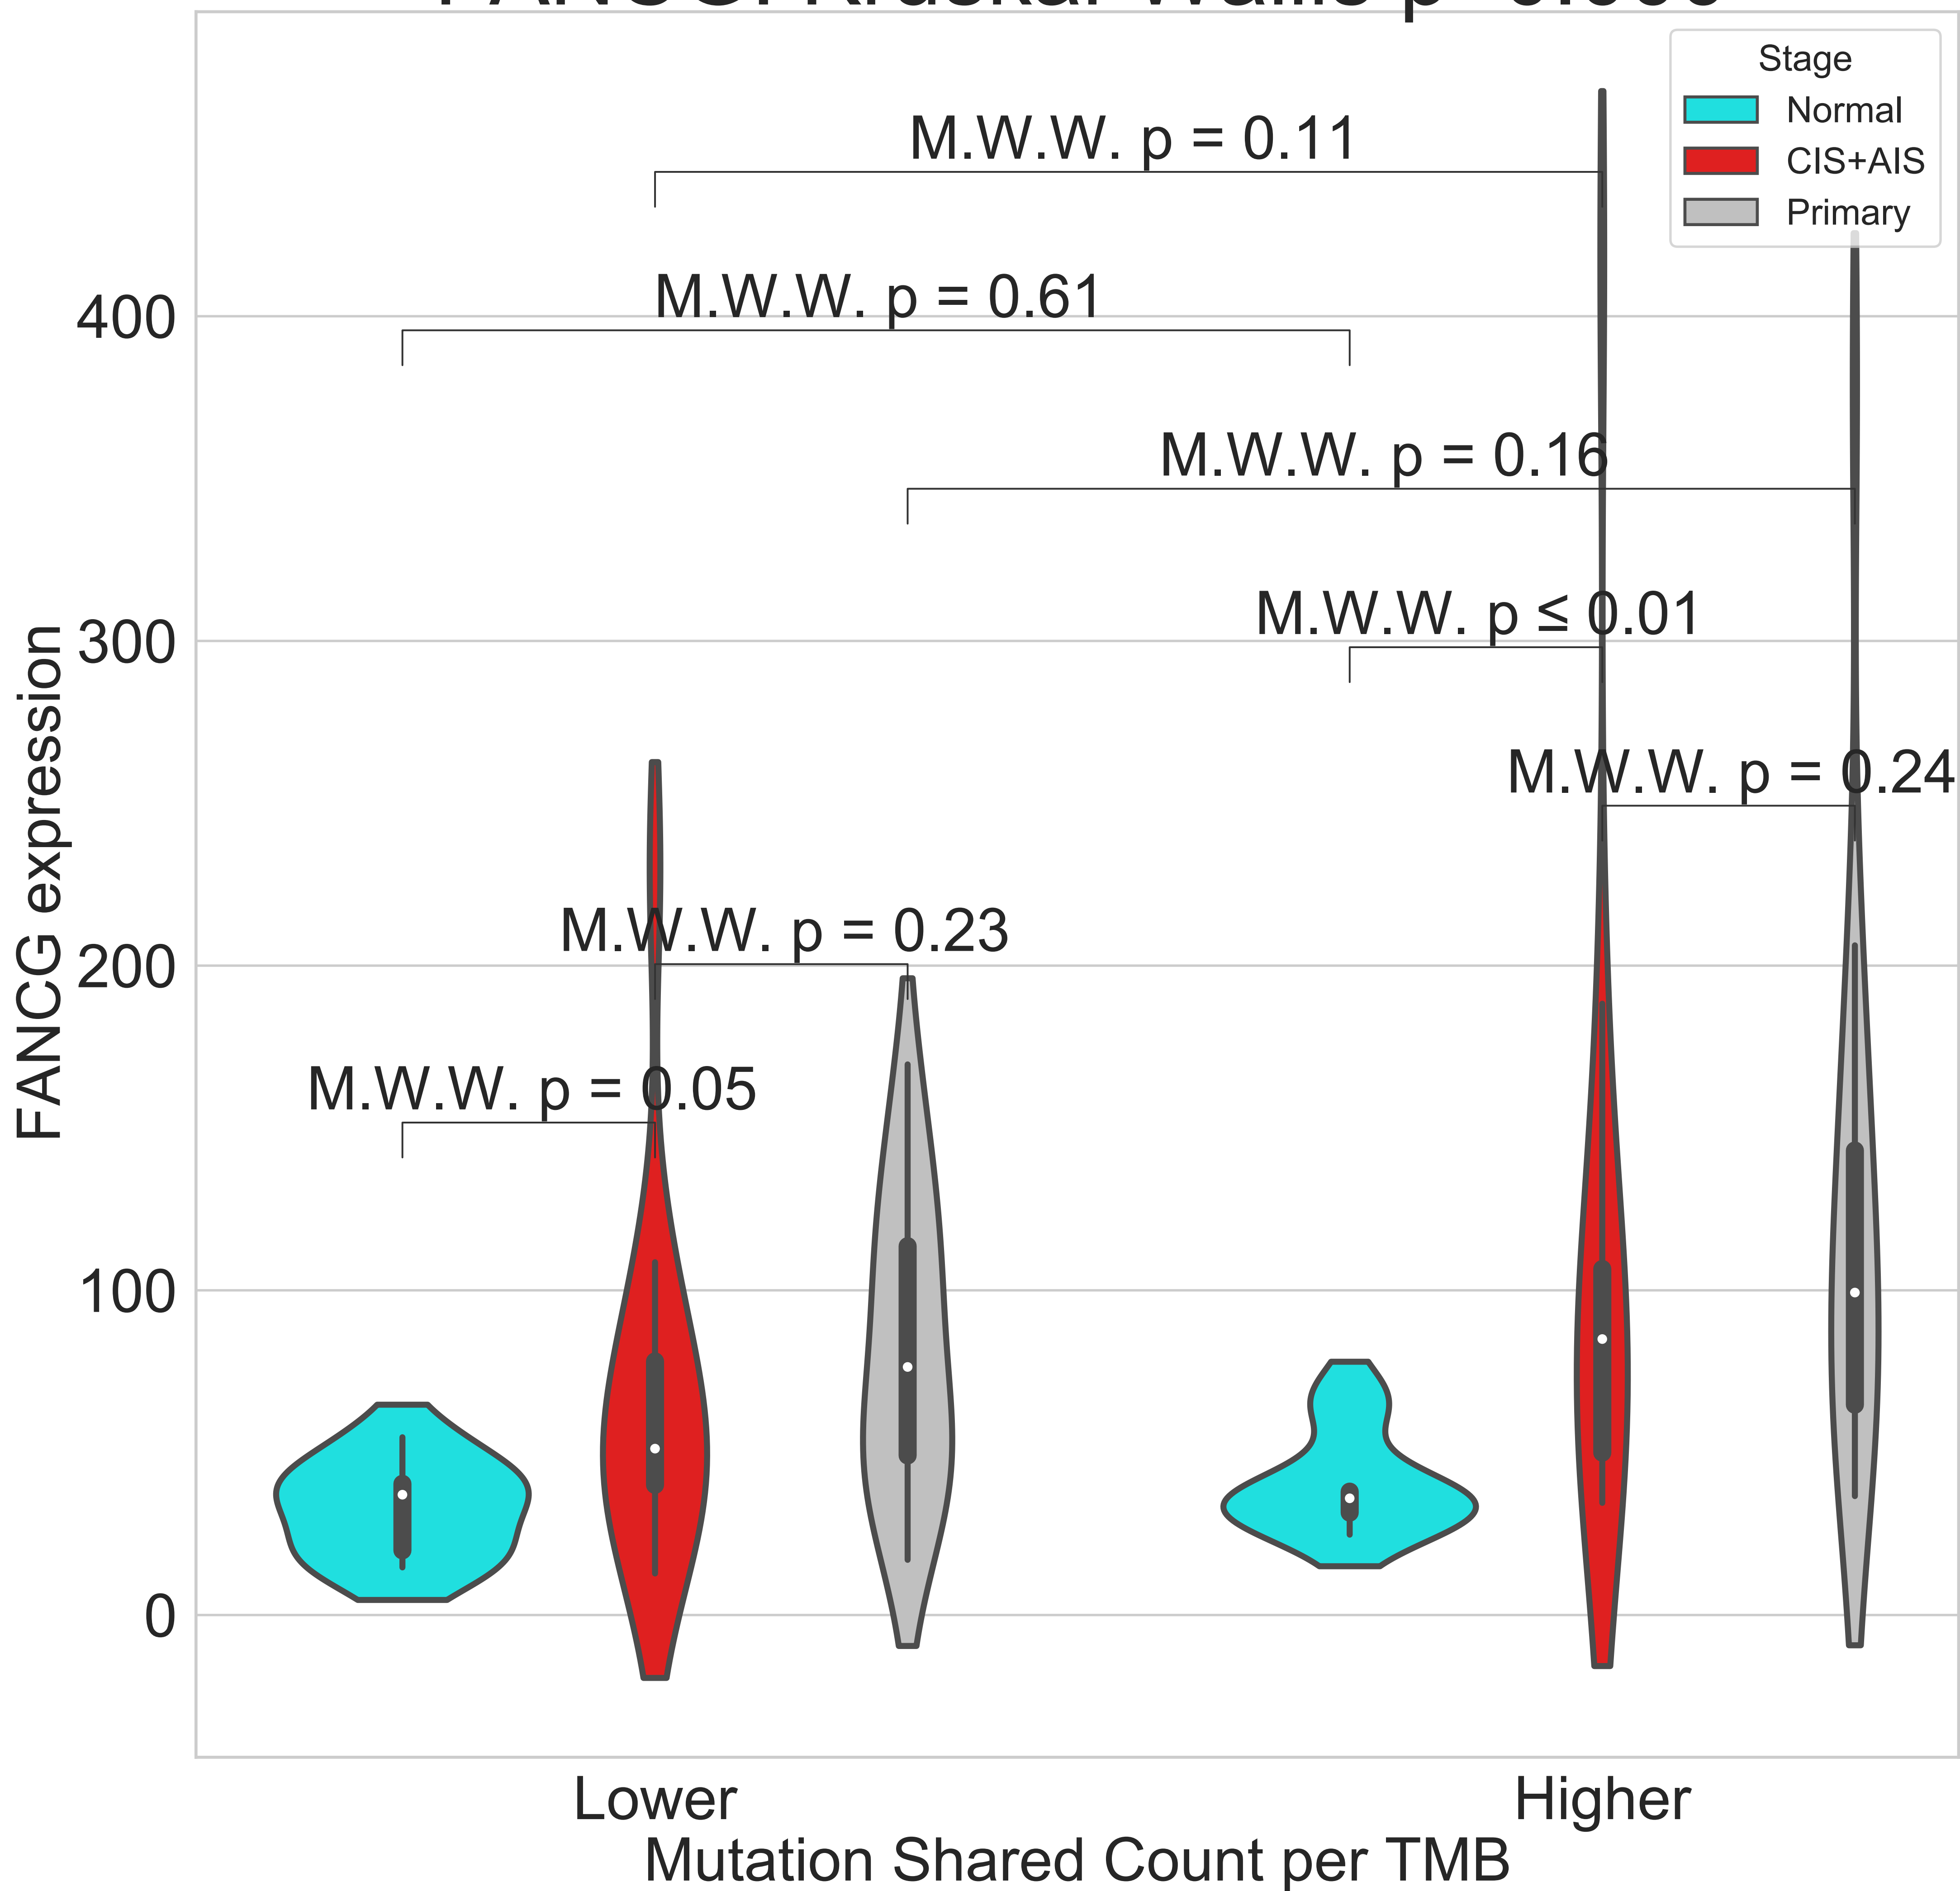 Stage
Normal
CIS+AIS
Primary
M.W.W. p = 0.11
M.W.W. p = 0.61
M.W.W. p = 0.16
M.W.W. p ≤ 0.01
M.W.W. p = 0.24
M.W.W. p = 0.23
M.W.W. p = 0.05
FANCG expression
400
300
200
100
0
Lower
Higher
Mutation Shared Count per TMB